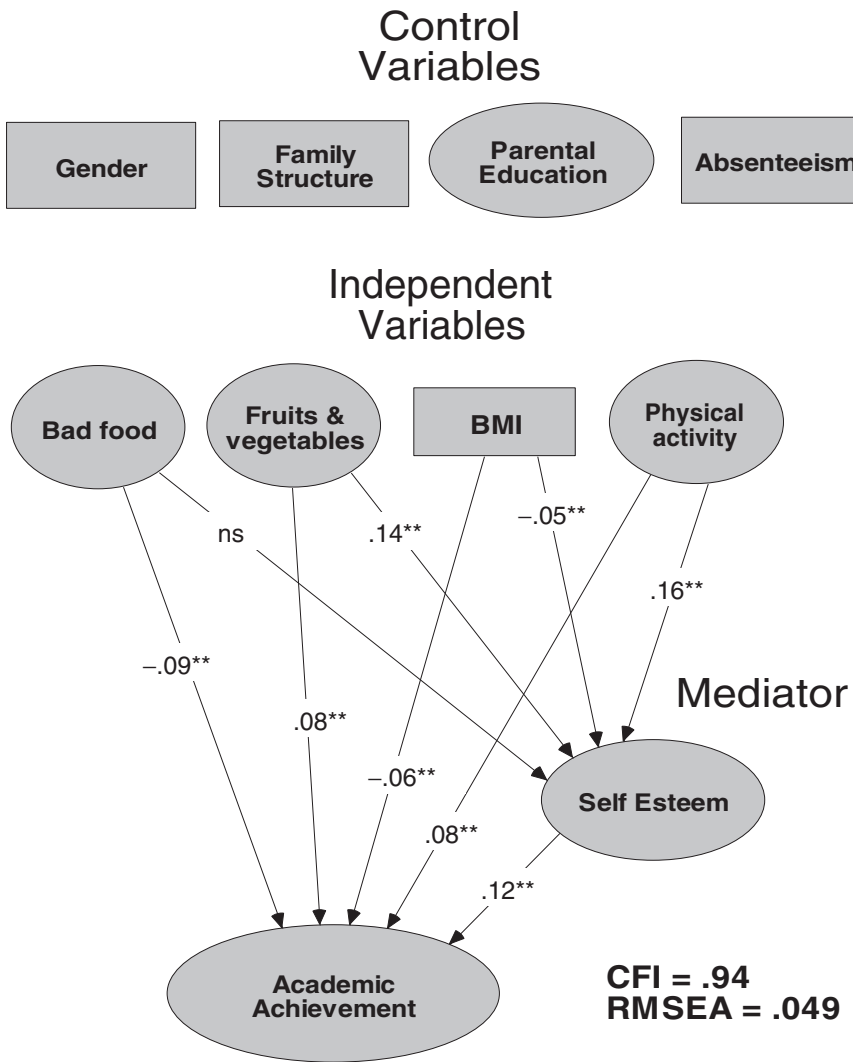 Control
Variables
Gender
Family
Structure
Parental
Education
Absenteeism
Independent
Variables
Bad food
Fruits &
vegetables
BMI
Physical
activity
ns
.14**
–.05**
.16**
–.09**
.08**
Mediator
–.06**
Self Esteem
.08**
.12**
Academic
Achievement
CFI = .94
RMSEA = .049